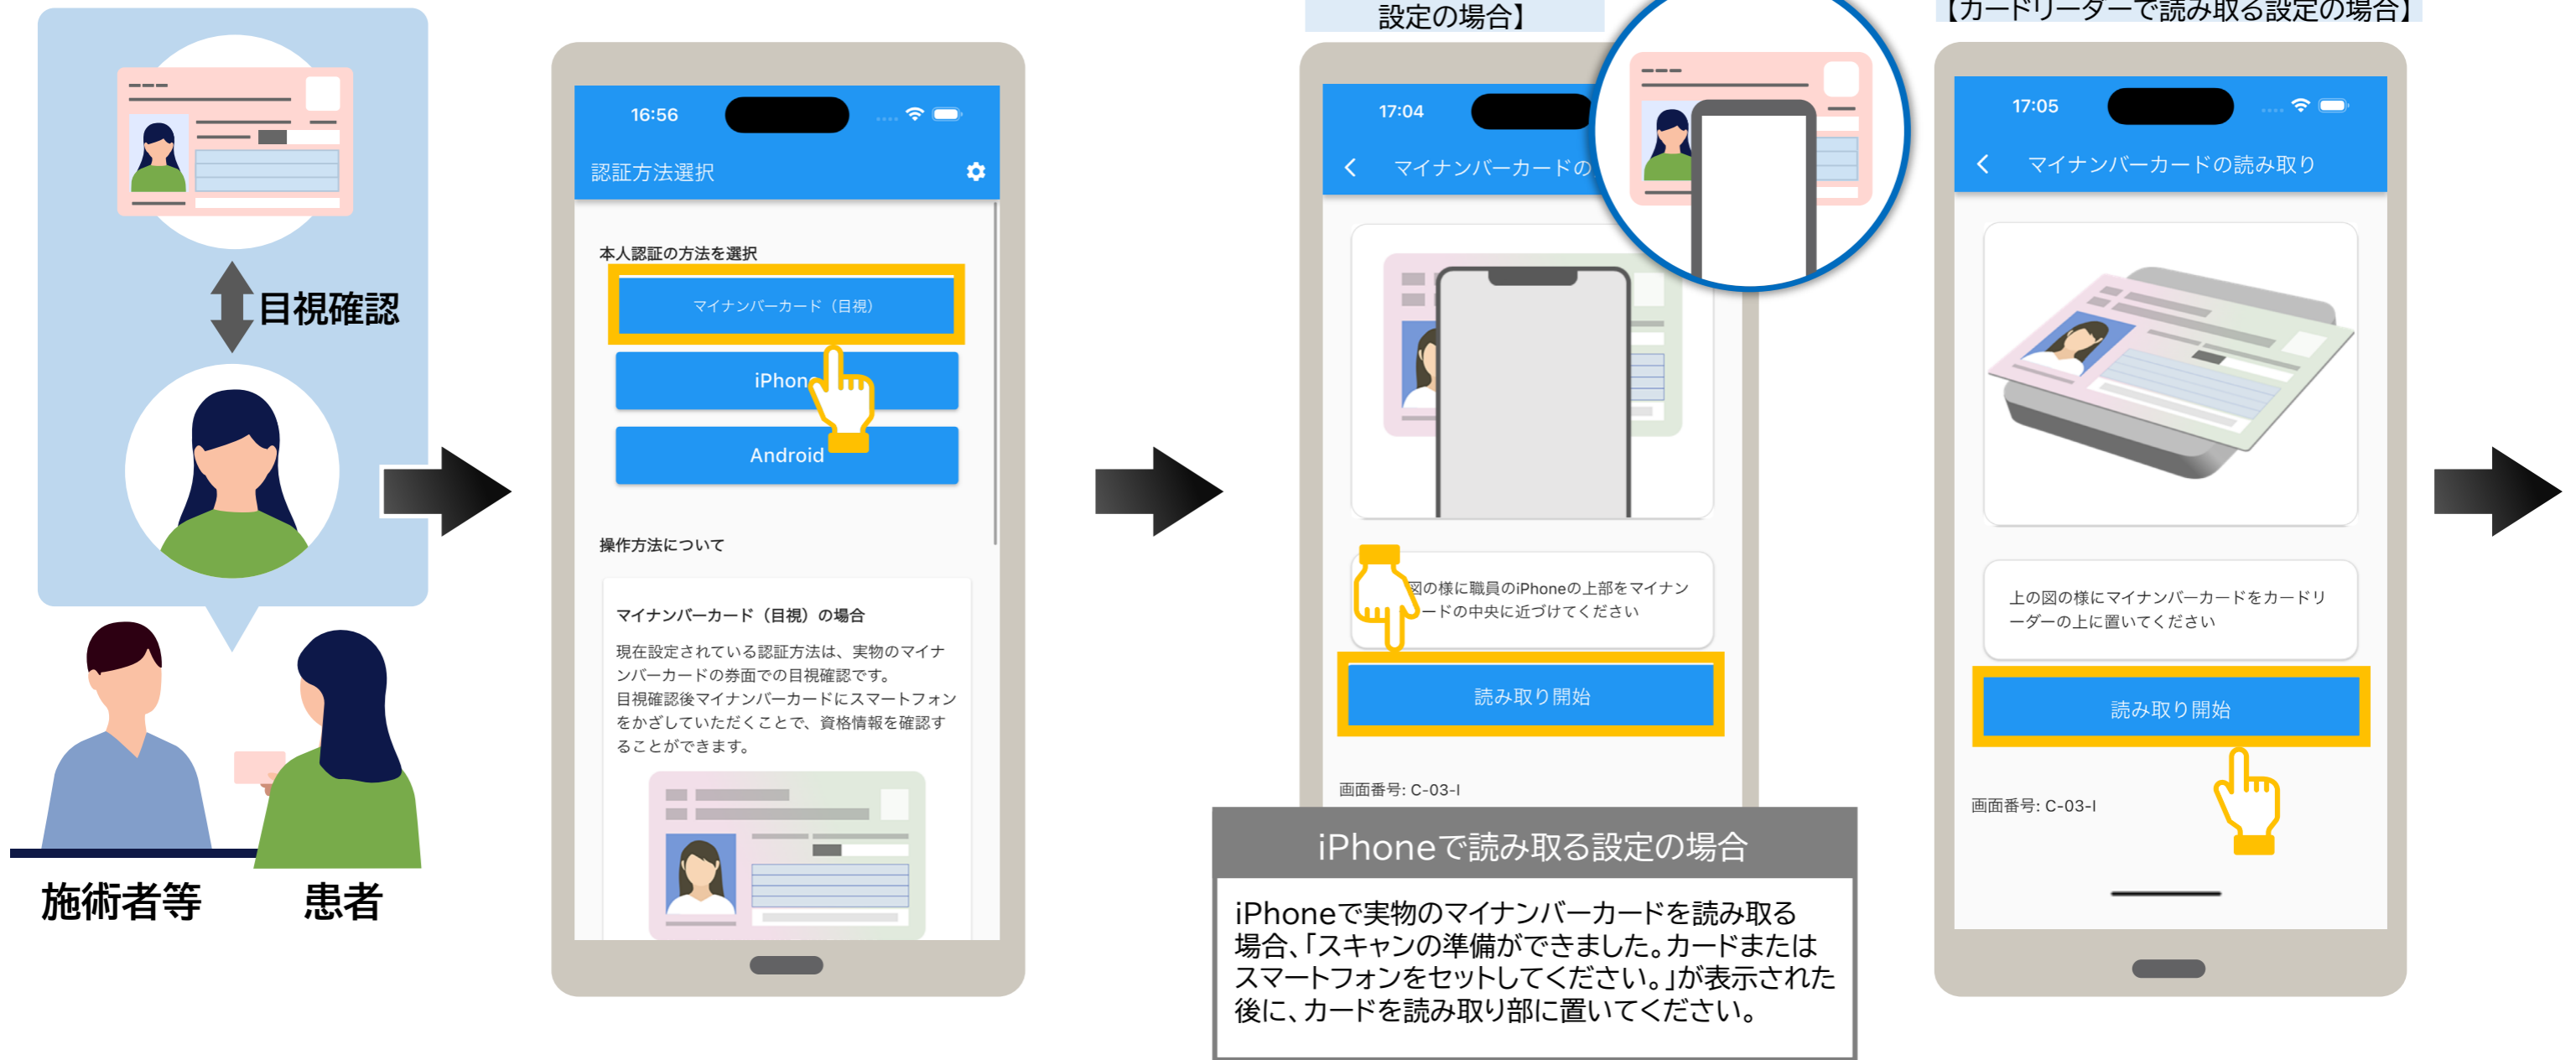 目視確認
施術者等
患者
16:56
認証方法選択
本人認証の方法を選択
マイナンバーカード（目視）
iPhon
Android
操作方法について
マイナンバーカード（目視）の場合
現在設定されている認証方法は、実物のマイナ
ンバーカードの券面での目視確認です。
目視確認後マイナンバーカードにスマートフォン
をかざしていただくことで、資格情報を確認す
ることができます。
設定の場合】
17:04
マイナンバーカードの
図の様に職員のiPhoneの上部をマイナン
ードの中央に近づけてください
読み取り開始
画面番号: C-03-I
iPhoneで読み取る設定の場合
iPhoneで実物のマイナンバーカードを読み取る
場合、「スキャンの準備ができました。カードまたは
スマートフォンをセットしてください。」が表示された
後に、カードを読み取り部に置いてください。
【カードリーダーで読み取る設定の場合】
17:05
マイナンバーカードの読み取り
上の図の様にマイナンバーカードをカードリ
ーダーの上に置いてください
読み取り開始
画面番号: C-03-I